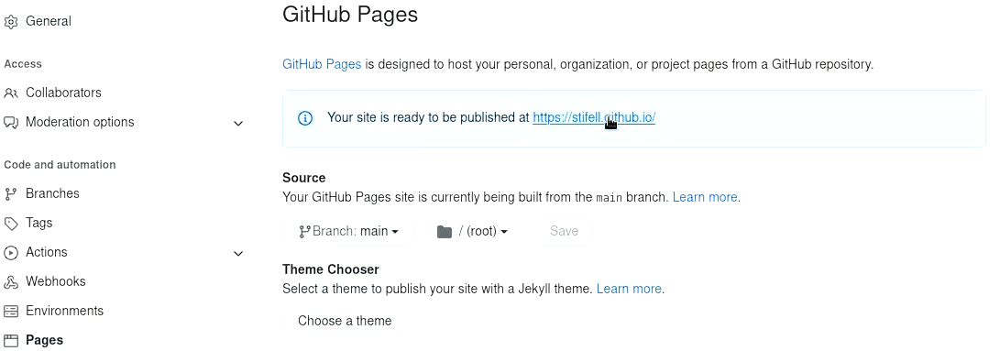 General
Access
Collaborators
Moderation options
Code and automation
Branches
Tags
Actions
Webhooks
Environments
Pages
GitHub Pages
GitHub Pages is designed to host your personal, organization, or project pages from a GitHub repository.
Your site is ready to be published at https://stifell.github.io/
Source
Your GitHub Pages site is currently being built from the main branch. Learn more.
Branch: main / (root) Save
Theme Chooser
Select a theme to publish your site with a Jekyll theme. Learn more.
Choose a theme